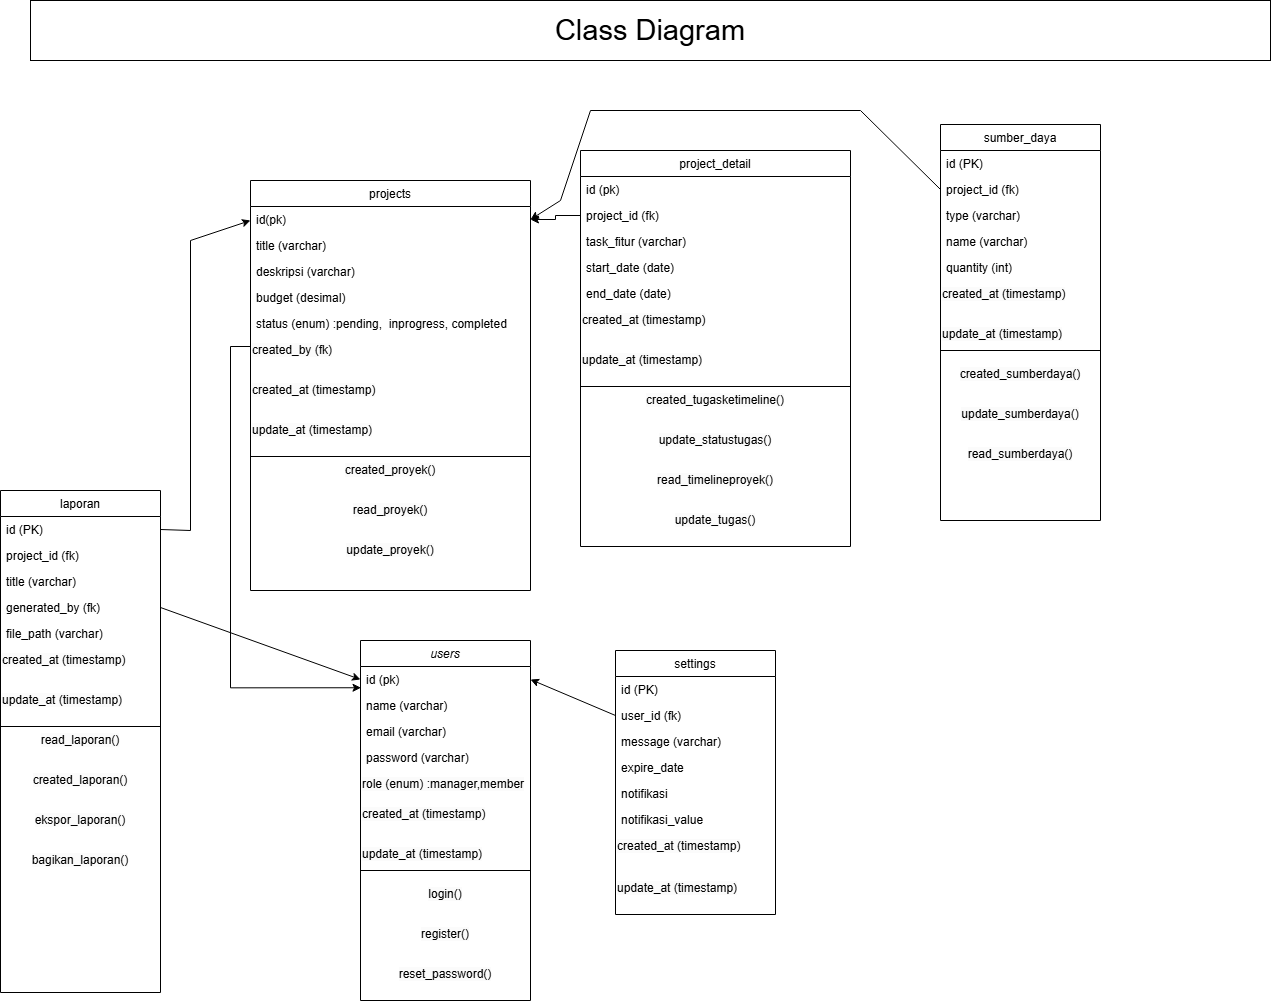 Class Diagram
projects
id(pk)
title (varchar)
deskripsi (varchar)
budget (desimal)
status (enum) :pending, inprogress, completed
created_by (fk)
created_at (timestamp)
update_at (timestamp)
created_proyek()
read_proyek()
update_proyek()
project_detail
id (pk)
project_id (fk)
task_fitur (varchar)
start_date (date)
end_date (date)
created_at (timestamp)
update_at (timestamp)
created_tugasketimeline()
update_statustugas()
read_timelineproyek()
update_tugas()
sumber_daya
id (PK)
project_id (fk)
type (varchar)
name (varchar)
quantity (int)
created_at (timestamp)
update_at (timestamp)
created_sumberdaya()
update_sumberdaya()
read_sumberdaya()
laporan
id (PK)
project_id (fk)
title (varchar)
generated_by (fk)
file_path (varchar)
created_at (timestamp)
update_at (timestamp)
read_laporan()
created_laporan()
ekspor_laporan()
bagikan_laporan()
users
id (pk)
name (varchar)
email (varchar)
password (varchar)
role (enum) :manager,member
created_at (timestamp)
update_at (timestamp)
login()
register()
reset_password()
settings
id (PK)
user_id (fk)
message (varchar)
expire_date
notifikasi
notifikasi_value
created_at (timestamp)
update_at (timestamp)